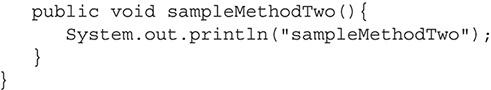 public void sampleMethodTwo(){
System.out.println("sampleMethodTwo");
}
}